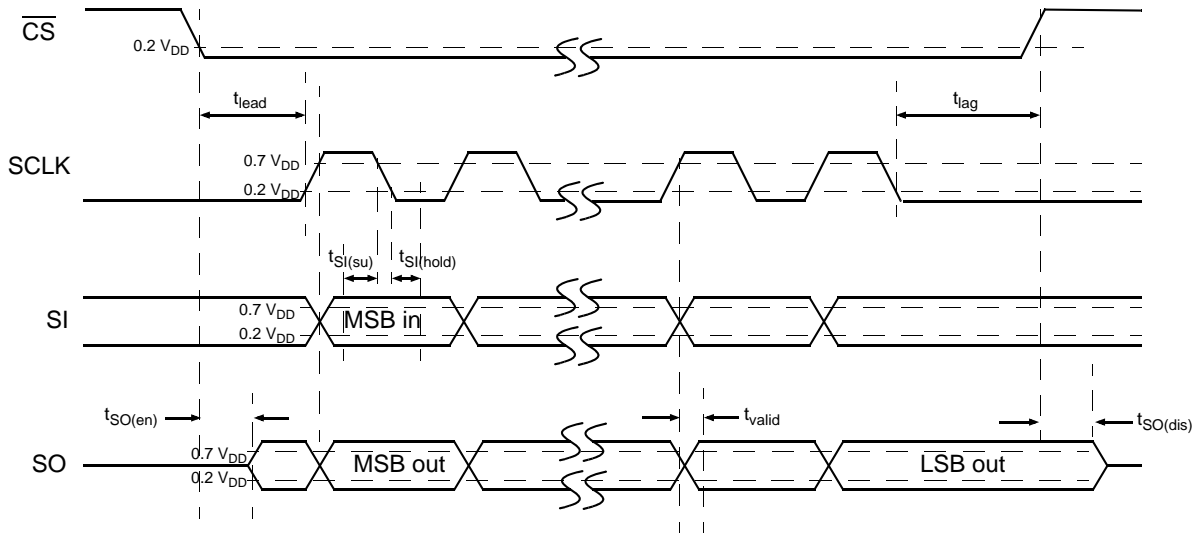 CS
0.2 VDD
tlead
tlag
SCLK
0.7 VDD
0.2 VDD
tSI(su)
tSI(hold)
SI
0.7 VDD
MSB in
0.2 VDD
tSO(en)
tvalid
tSO(dis)
SO
0.7 VDD
MSB out
LSB out
0.2 VDD